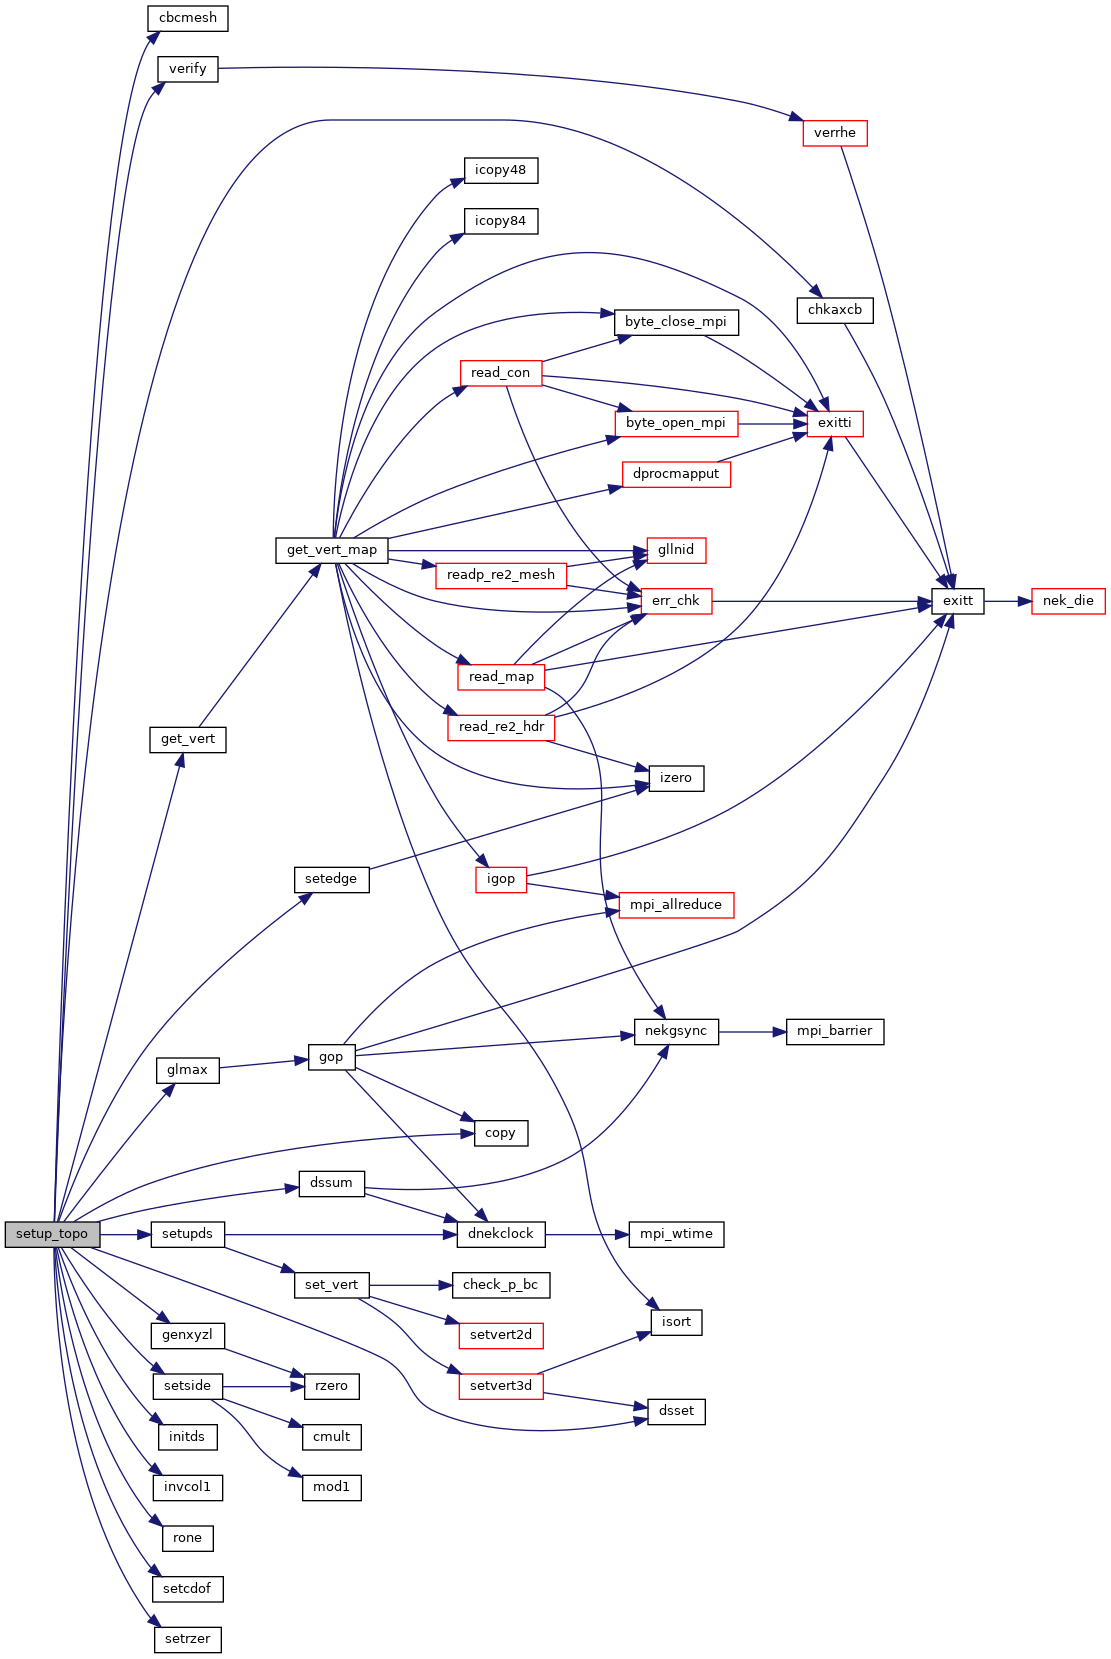 cbcmesh
verify
verrhe
icopy48
icopy84
chkaxcb
byte_close_mpi
read_con
byte_open_mpi
exitti
dprocmapput
get_vert_map
gllnid
readp_re2_mesh
err_chk
exitt
nek_die
read_map
read_re2_hdr
get_vert
izero
setedge
igop
mpi_allreduce
nekgsync
mpi_barrier
gop
glmax
copy
dssum
setup_topo
setupds
dnekclock
mpi_wtime
set_vert
check_p_bc
isort
genxyzl
setvert2d
setside
rzero
setvert3d
dsset
initds
cmult
invcol1
mod1
rone
setcdof
setrzer